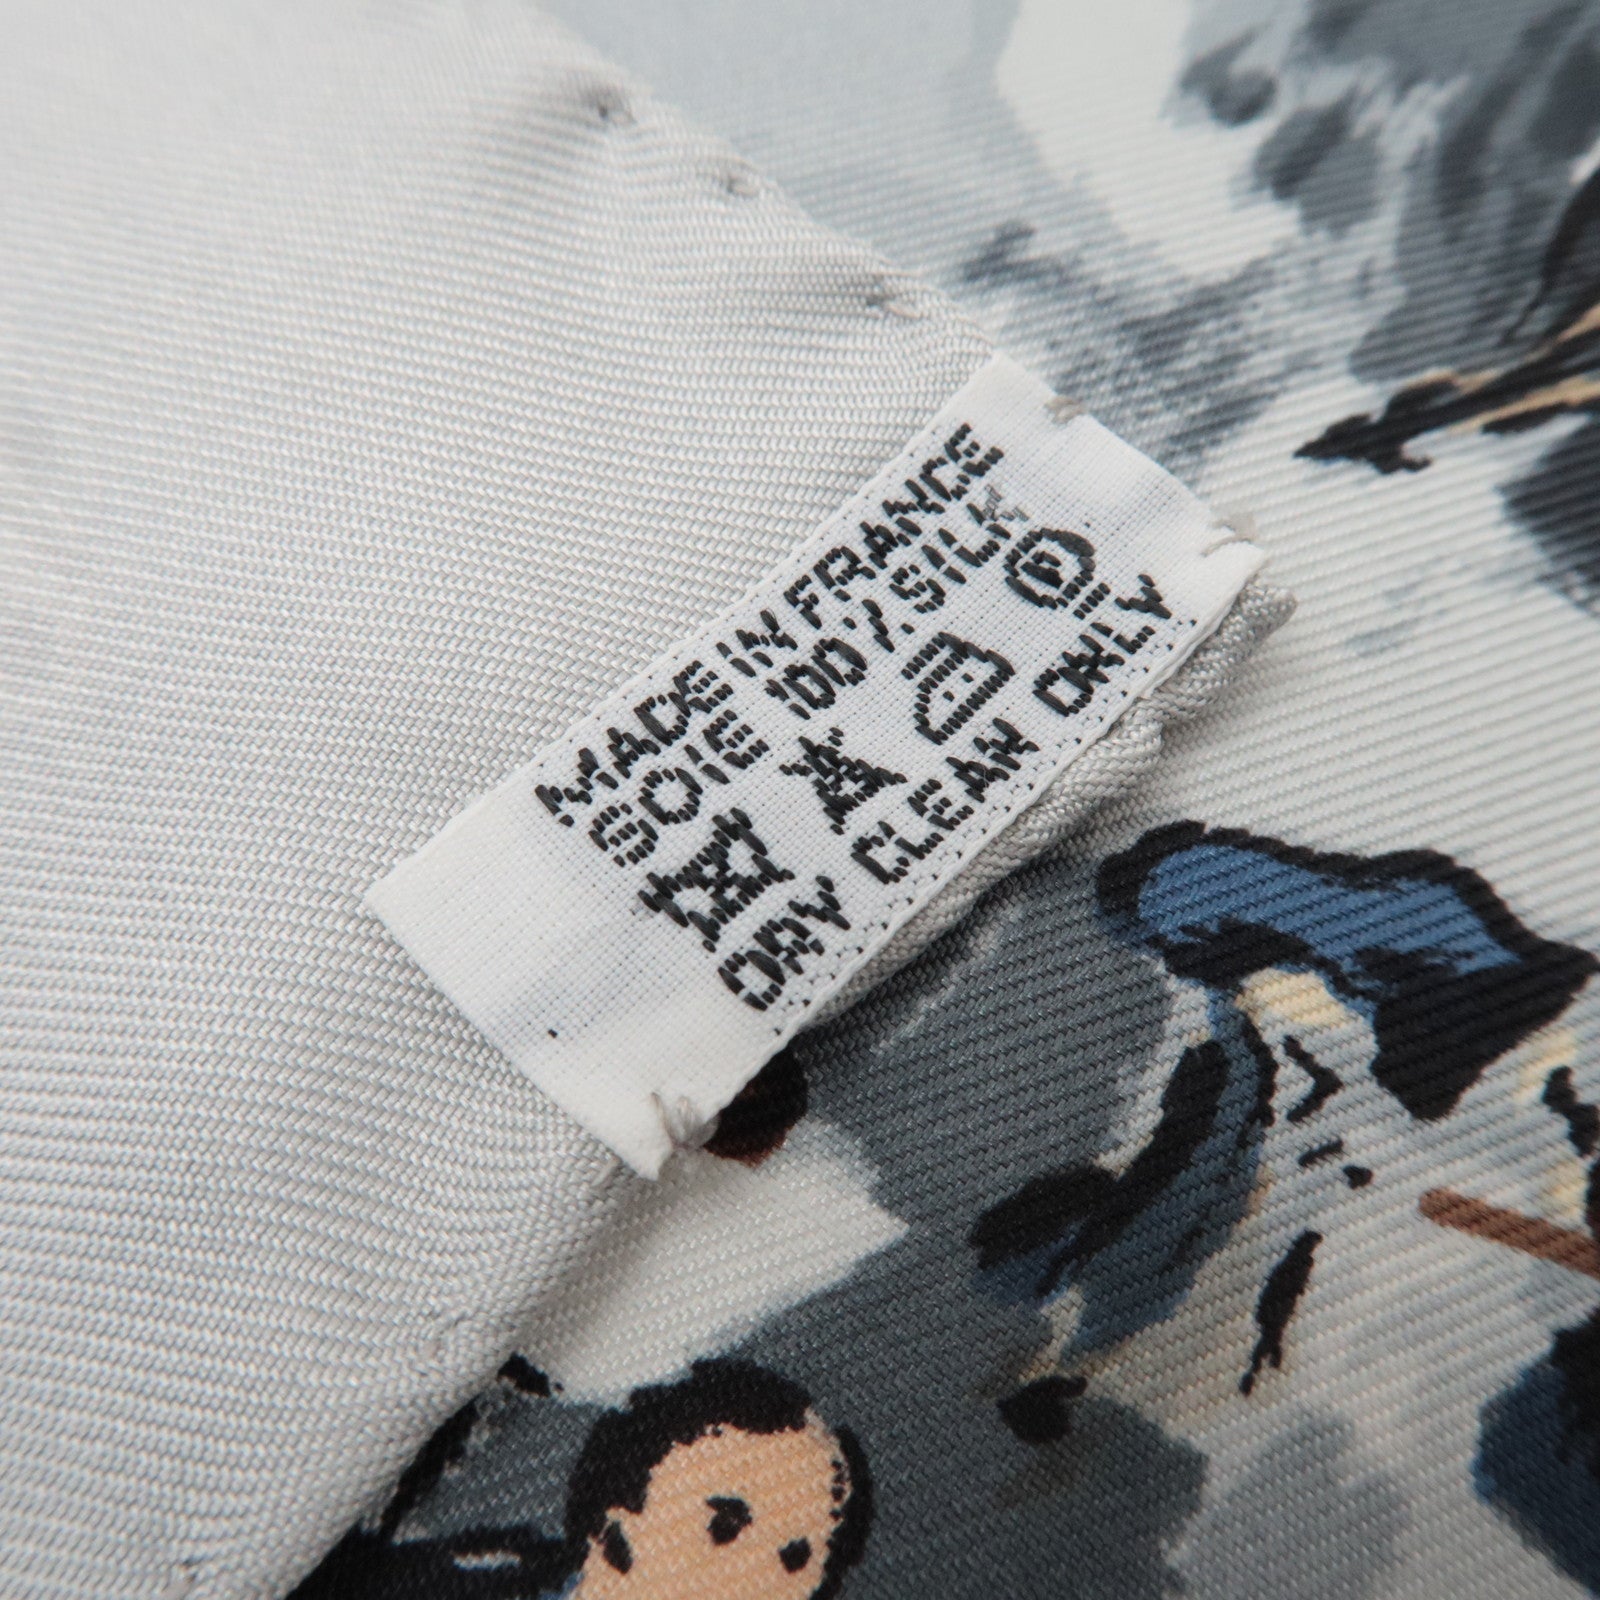 MADE IN FRANCE
SOIE 100% SILK
P
DRY CLEAN ONLY